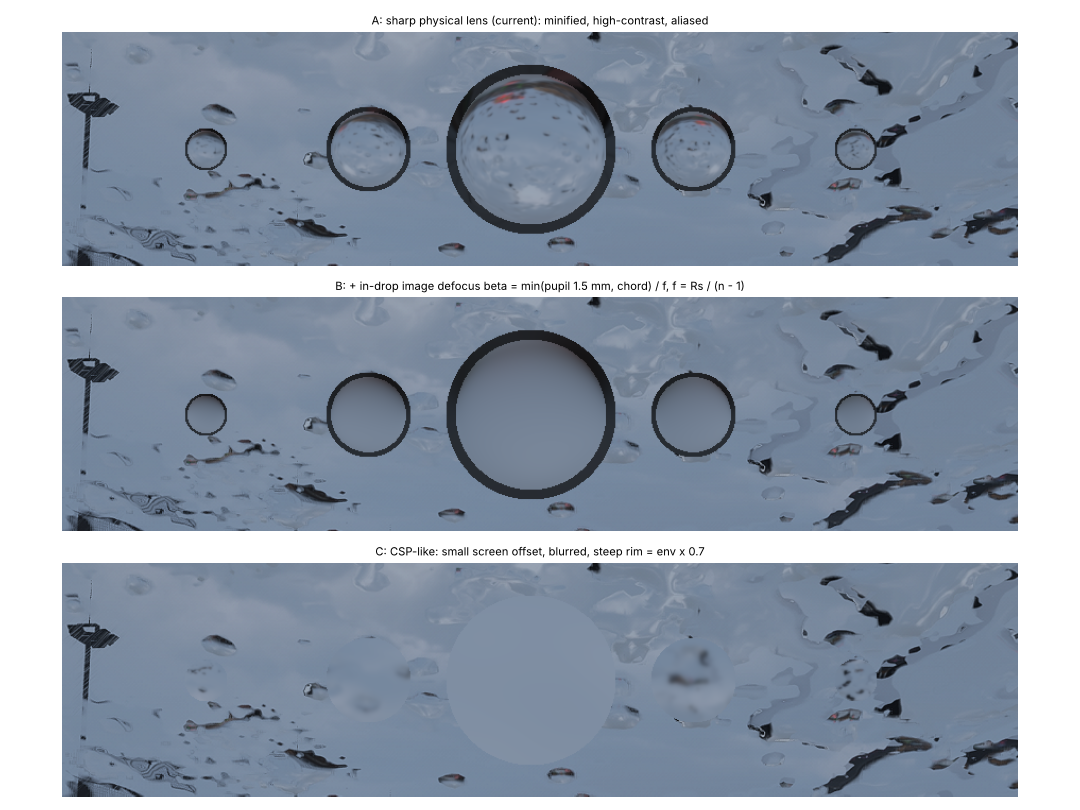 A: sharp physical lens (current): minified, high-contrast, aliased
B: + in-drop image defocus beta = min(pupil 1.5 mm, chord) / f, f = Rs / (n - 1)
C: CSP-like: small screen offset, blurred, steep rim = env x 0.7